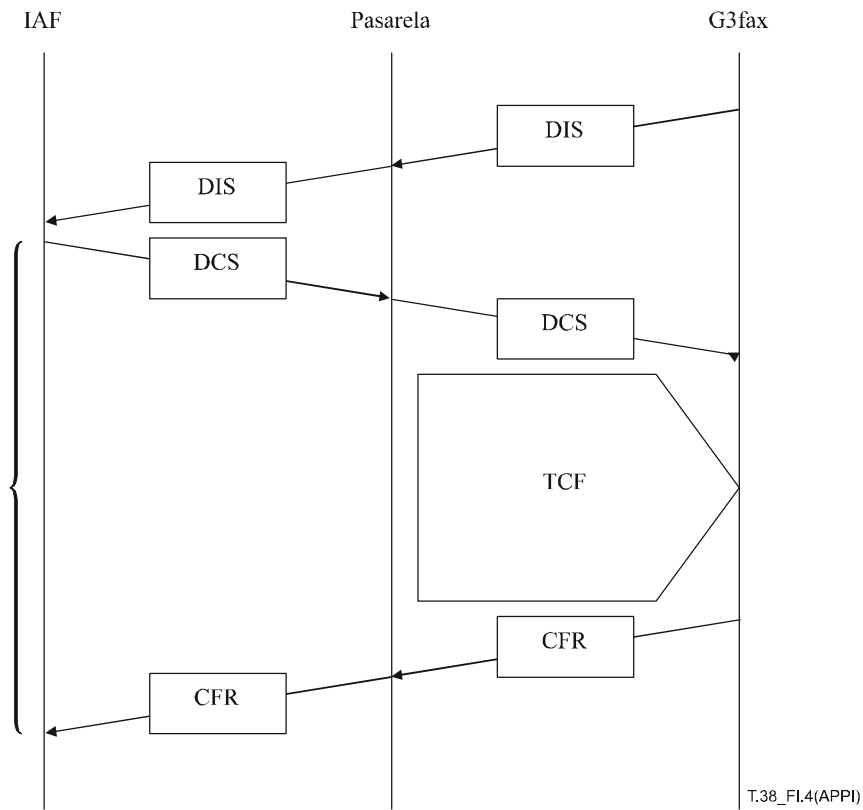 IAF Pasarela G3fax
DIS
DIS
DCS
DCS
TCF
CFR
CFR
T.38_FI.4(APPI)